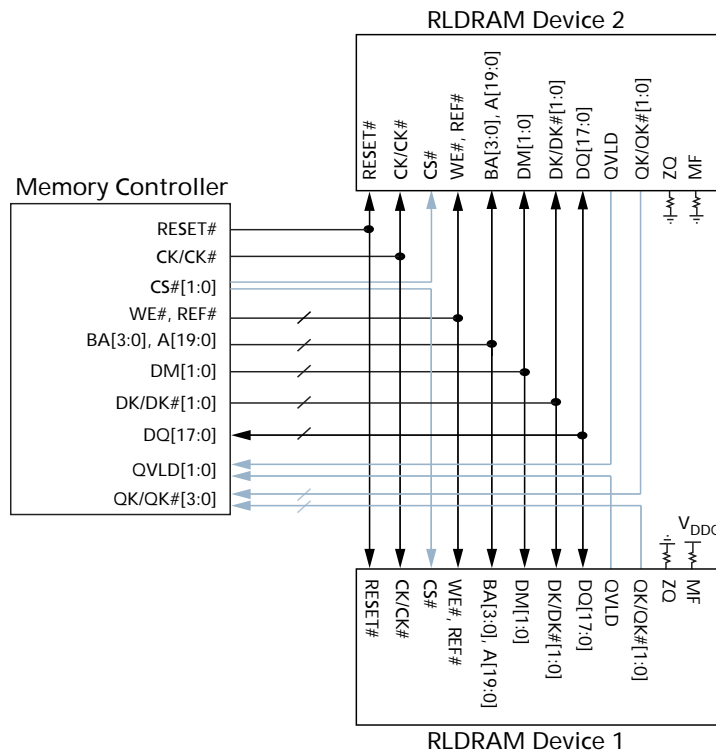 RLDRAM Device 2
RESET#
CK/CK#
CS#
WE#, REF#
BA[3:0], A[19:0]
DM[1:0]
DK/DK#[1:0]
DQ[17:0]
QVLD
QK/QK#[1:0]
ZQ
MF
Memory Controller
RESET#
CK/CK#
CS#[1:0]
WE#, REF#
BA[3:0], A[19:0]
DM[1:0]
DK/DK#[1:0]
DQ[17:0]
QVLD[1:0]
QK/QK#[3:0]
VDDQ
RESET#
CK/CK#
CS#
WE#, REF#
BA[3:0], A[19:0]
DM[1:0]
DK/DK#[1:0]
DQ[17:0]
QVLD
QK/QK#[1:0]
ZQ
MF
RLDRAM Device 1